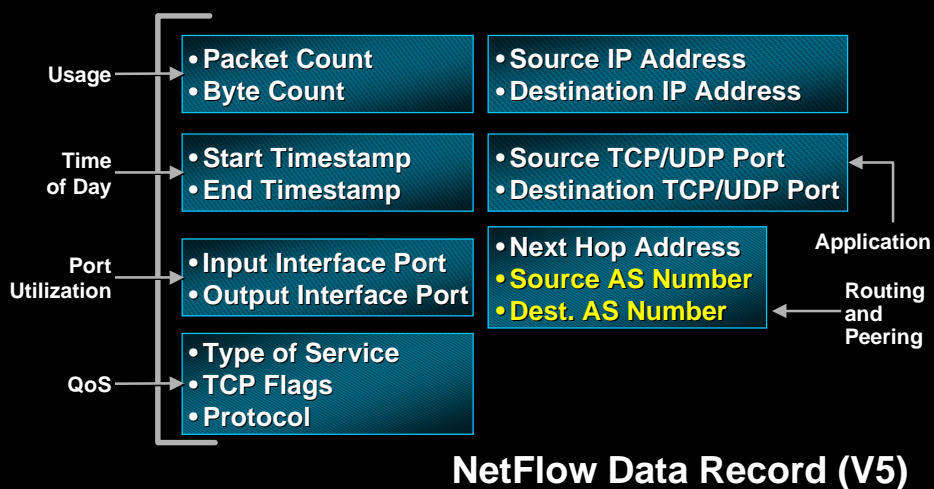 Usage
• Packet Count
• Byte Count
• Source IP Address
• Destination IP Address
Time
of Day
• Start Timestamp
• End Timestamp
• Source TCP/UDP Port
• Destination TCP/UDP Port
Application
Port
Utilization
• Input Interface Port
• Output Interface Port
• Next Hop Address
• Source AS Number
• Dest. AS Number
Routing
and
Peering
QoS
• Type of Service
• TCP Flags
• Protocol
NetFlow Data Record (V5)